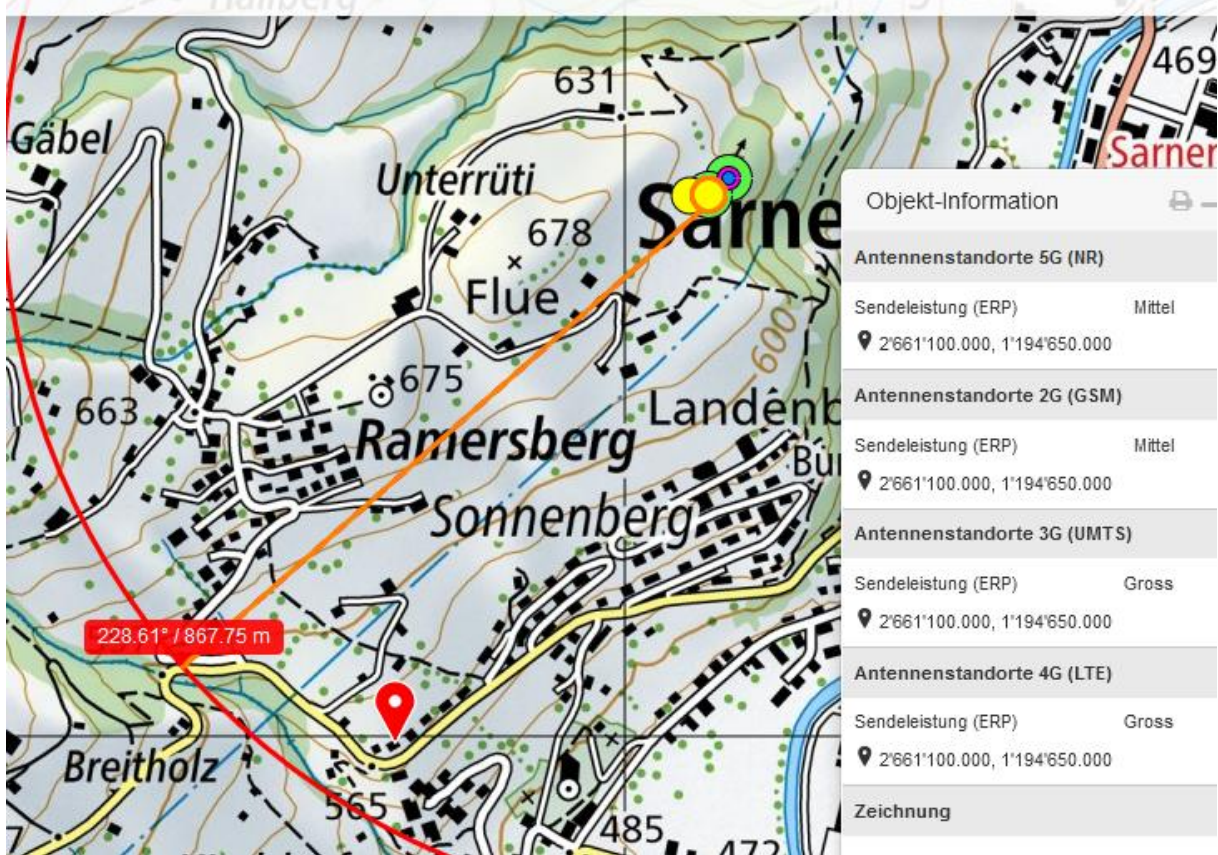 Hallberg
631
469
Gäbel
Sarnen
Unterrüti
Objekt-Information
678
Sarne
Antennenstandorte 5G (NR)
Flue
Sendeleistung (ERP) Mittel
2'661'100.000, 1'194'650.000
600
675
Antennenstandorte 2G (GSM)
663
Landenb
Ramersberg
Sendeleistung (ERP) Mittel
Bür
2'661'100.000, 1'194'650.000
Sonnenberg
Antennenstandorte 3G (UMTS)
Sendeleistung (ERP) Gross
2'661'100.000, 1'194'650.000
228.61° / 867.75 m
Antennenstandorte 4G (LTE)
Sendeleistung (ERP) Gross
2'661'100.000, 1'194'650.000
Breitholz
565
Zeichnung
485
472